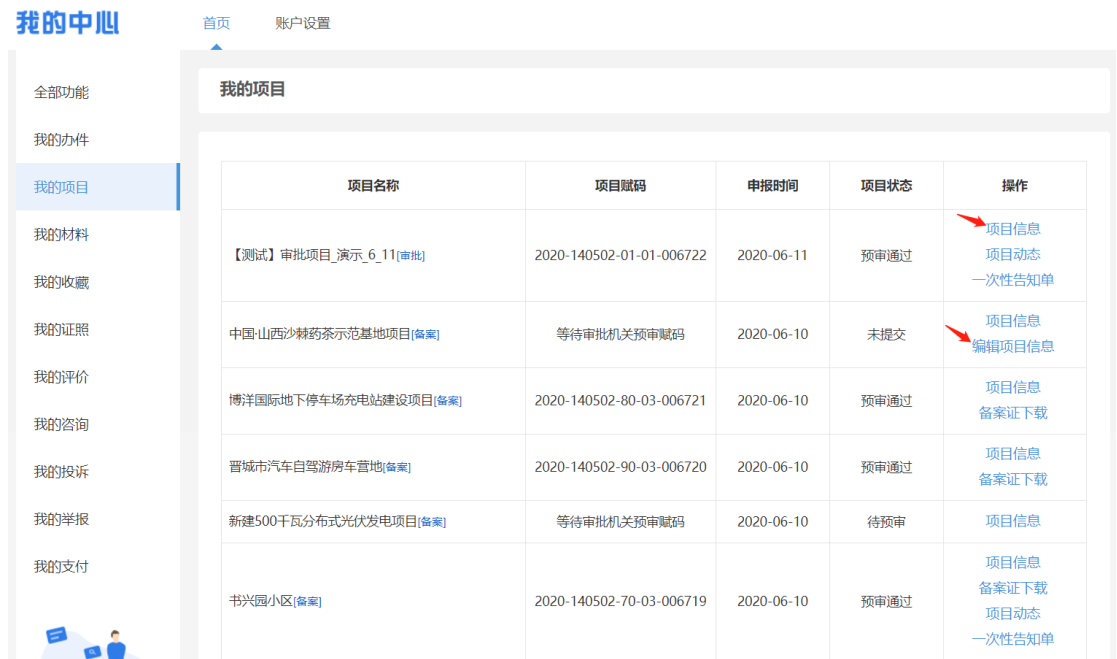 我的中心
首页 账户设置
全部功能
我的办件
我的项目
我的材料
我的收藏
我的证照
我的评价
我的咨询
我的投诉
我的举报
我的支付
我的项目
项目名称 项目赋码 申报时间 项目状态 操作
【测试】审批项目_演示_6_11[审批] 2020-140502-01-01-006722 2020-06-11 预审通过 项目信息
项目动态
一次性告知单
中国·山西沙棘药茶示范基地项目[备案] 等待审批机关预审赋码 2020-06-10 未提交 项目信息
编辑项目信息
博洋国际地下停车场充电站建设项目[备案] 2020-140502-80-03-006721 2020-06-10 预审通过 项目信息
备案证下载
晋城市汽车自驾游房车营地[备案] 2020-140502-90-03-006720 2020-06-10 预审通过 项目信息
备案证下载
新建500千瓦分布式光伏发电项目[备案] 等待审批机关预审赋码 2020-06-10 待预审 项目信息
书兴园小区[备案] 2020-140502-70-03-006719 2020-06-10 预审通过 项目信息
备案证下载
项目动态
一次性告知单